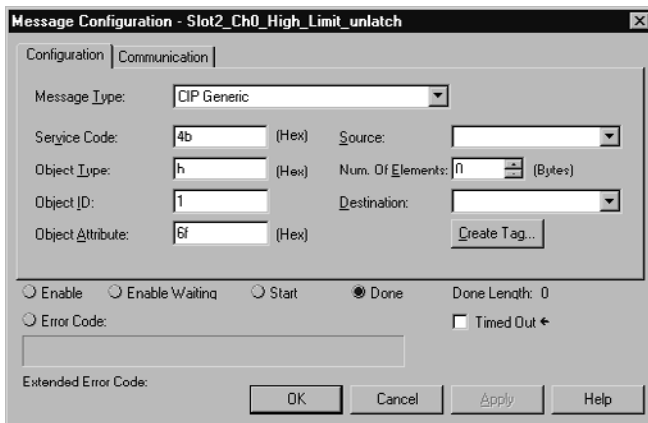 Message Configuration - Slot2_Ch0_High_Limit_unlatch
Configuration Communication
Message Type: CIP Generic
Service Code: 4b (Hex) Source:
Object Type: (Hex) Num. Of Elements: 0 (Bytes)
Object ID: 1 Destination:
Object Attribute: 6f (Hex) Create Tag...
Enable Enable Waiting Start Done Done Length: 0
Error Code: Timed Out ←
Extended Error Code:
OK Cancel Apply Help